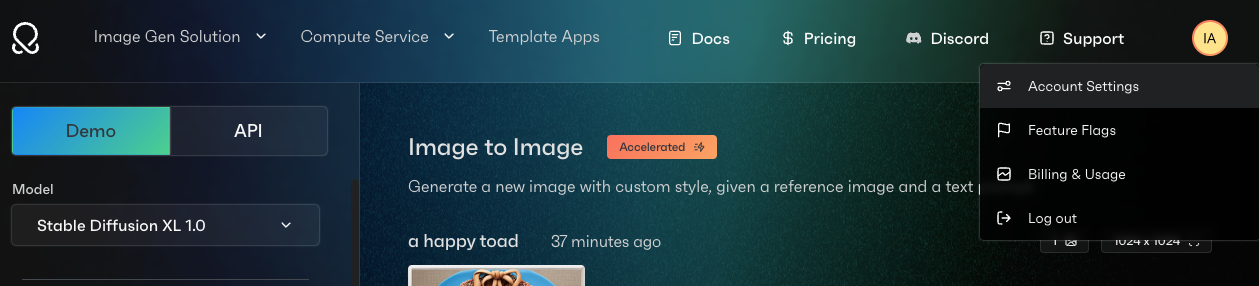 Image Gen Solution Compute Service Template Apps Docs Pricing Discord Support IA
Account Settings
Feature Flags
Billing & Usage
Log out
Demo API
Model
Stable Diffusion XL 1.0
Image to Image Accelerated
Generate a new image with custom style, given a reference image and a text
a happy toad 37 minutes ago
1 1024 x 1024